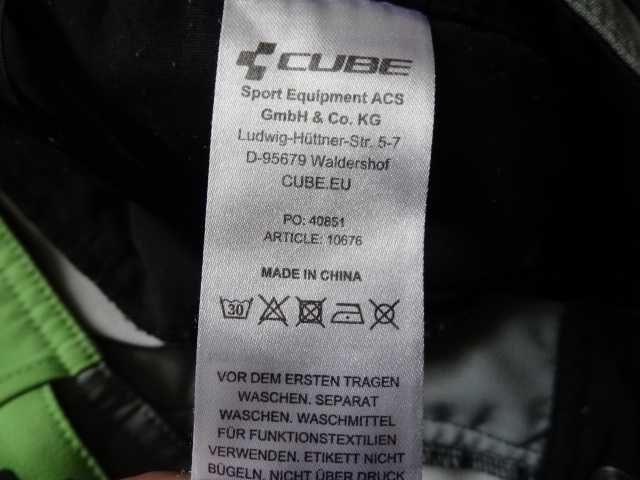 CUBE
Sport Equipment ACS
GmbH & Co. KG
Ludwig-Hüttner-Str. 5-7
D-95679 Waldershof
CUBE.EU
PO: 40851
ARTICLE: 10676
MADE IN CHINA
30
VOR DEM ERSTEN TRAGEN
WASCHEN. SEPARAT
WASCHEN. WASCHMITTEL
FÜR FUNKTIONSTEXTILIEN
VERWENDEN. ETIKETT NICHT
BÜGELN. NICHT ÜBER DRUCK